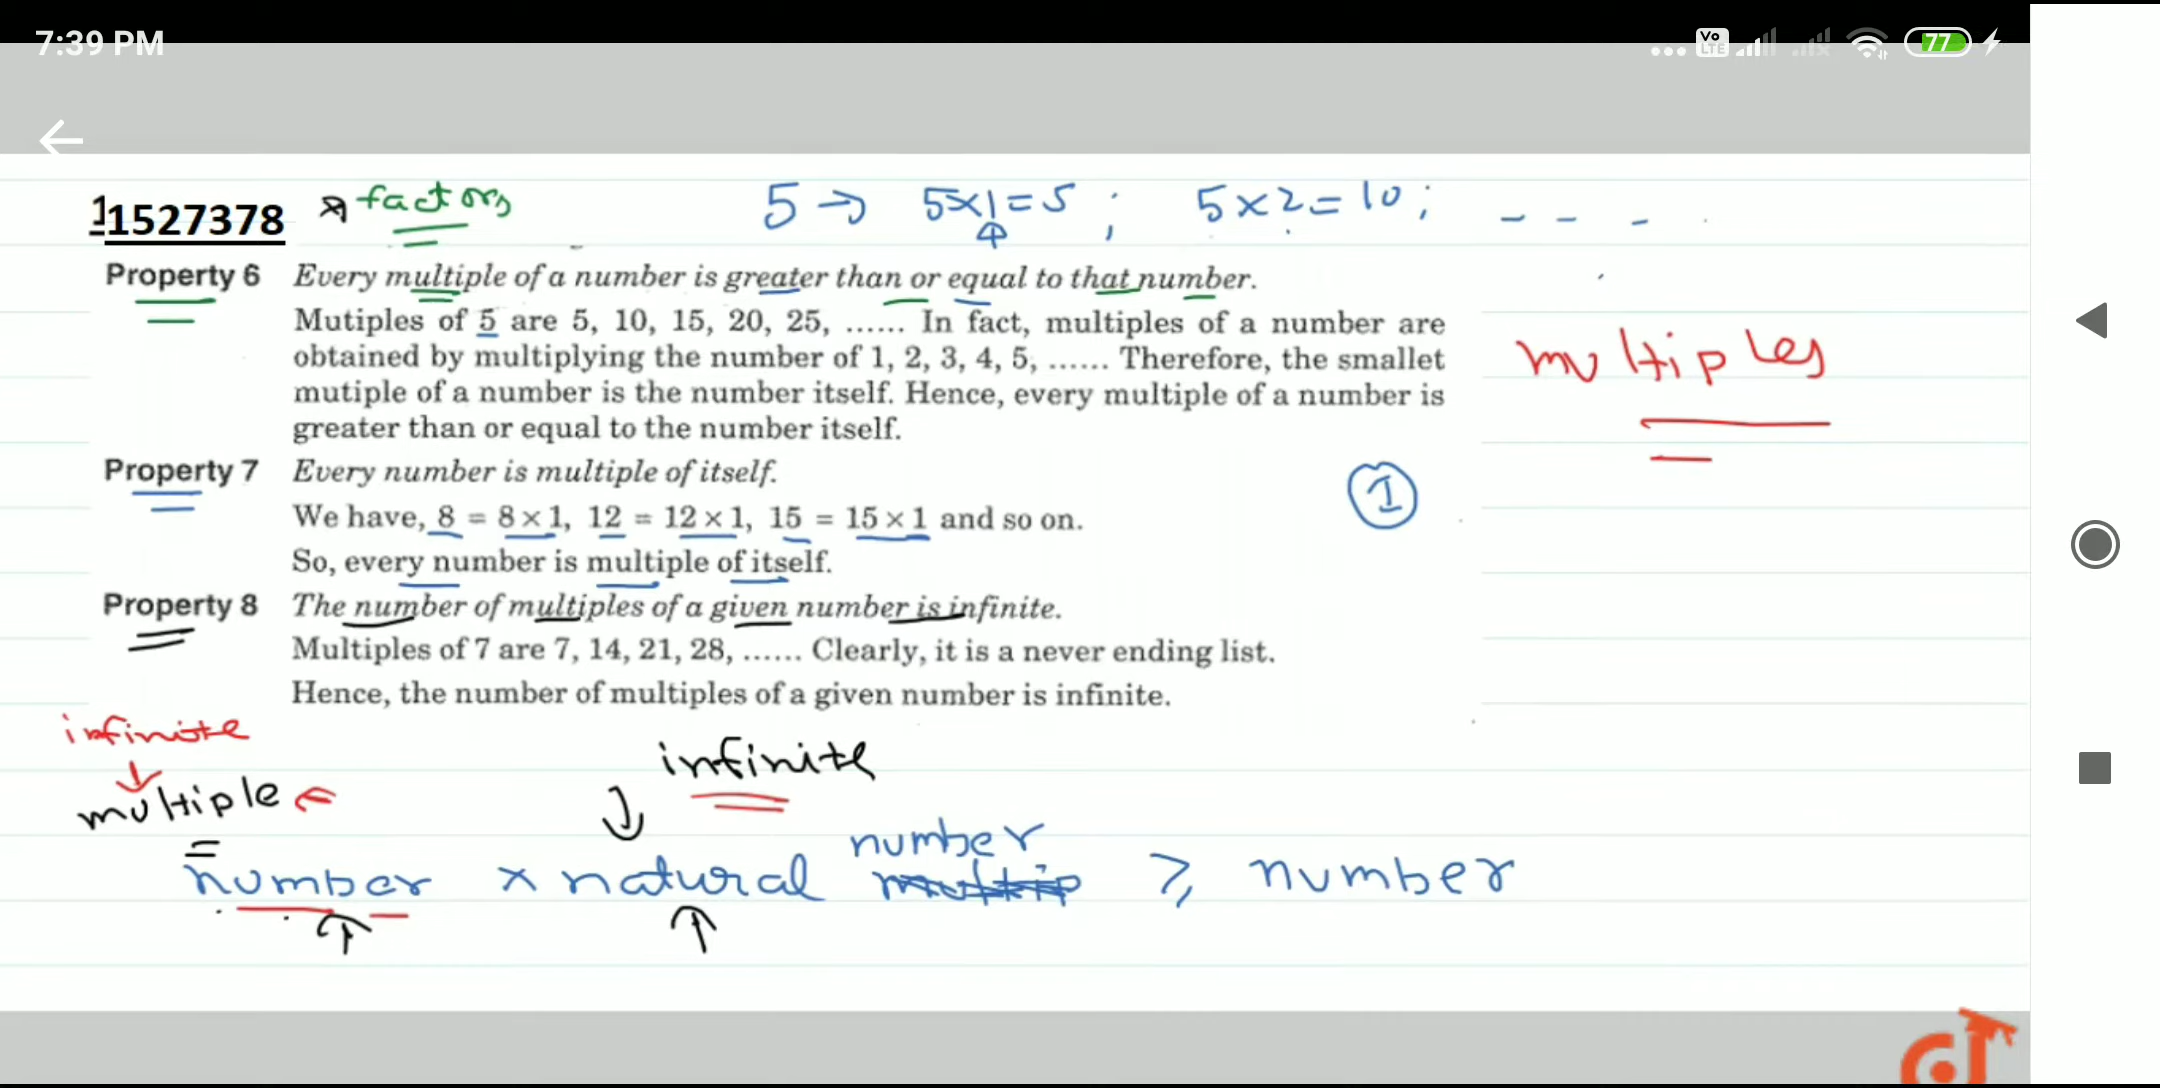 7:39 PM Vo LTE 77
11527378 factors 5 → 5×1=5 ; 5×2=10 ; - - -
Property 6 Every multiple of a number is greater than or equal to that number.
Mutiples of 5 are 5, 10, 15, 20, 25, ...... In fact, multiples of a number are
obtained by multiplying the number of 1, 2, 3, 4, 5, ...... Therefore, the smallet
mutiple of a number is the number itself. Hence, every multiple of a number is
greater than or equal to the number itself.
multiples
Property 7 Every number is multiple of itself.
We have, 8 = 8 × 1, 12 = 12 × 1, 15 = 15 × 1 and so on.
1
So, every number is multiple of itself.
Property 8 The number of multiples of a given number is infinite.
Multiples of 7 are 7, 14, 21, 28, ...... Clearly, it is a never ending list.
Hence, the number of multiples of a given number is infinite.
infinite
infinite
multiple
number
number × natural ⩾ number